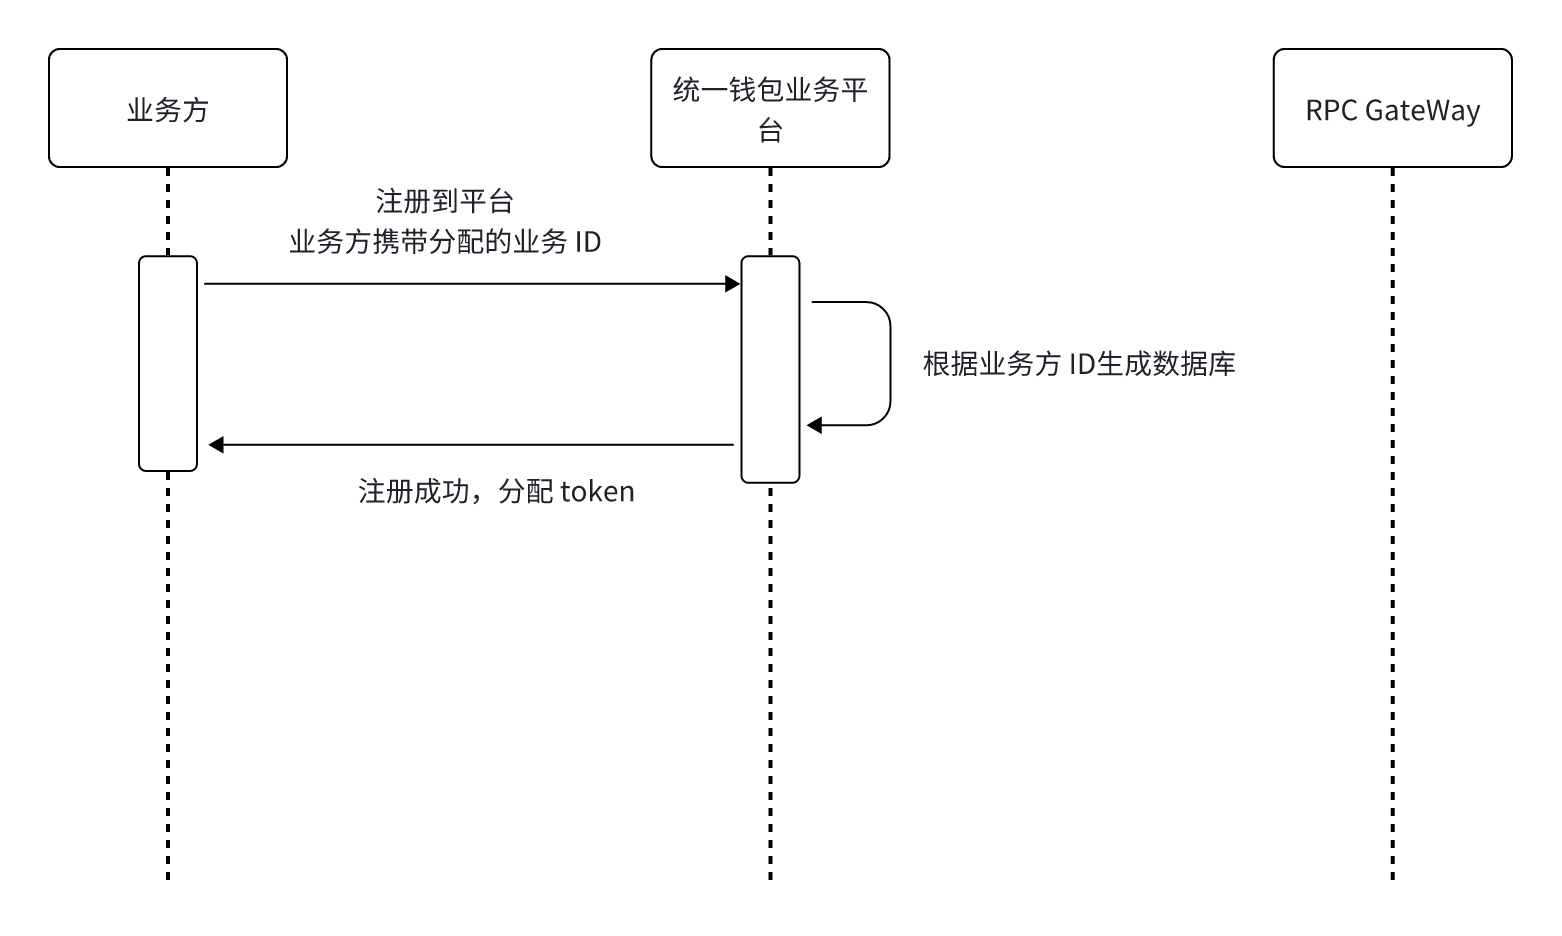 业务方
统一钱包业务平
台
RPC GateWay
注册到平台
业务方携带分配的业务 ID
根据业务方 ID生成数据库
注册成功，分配 token